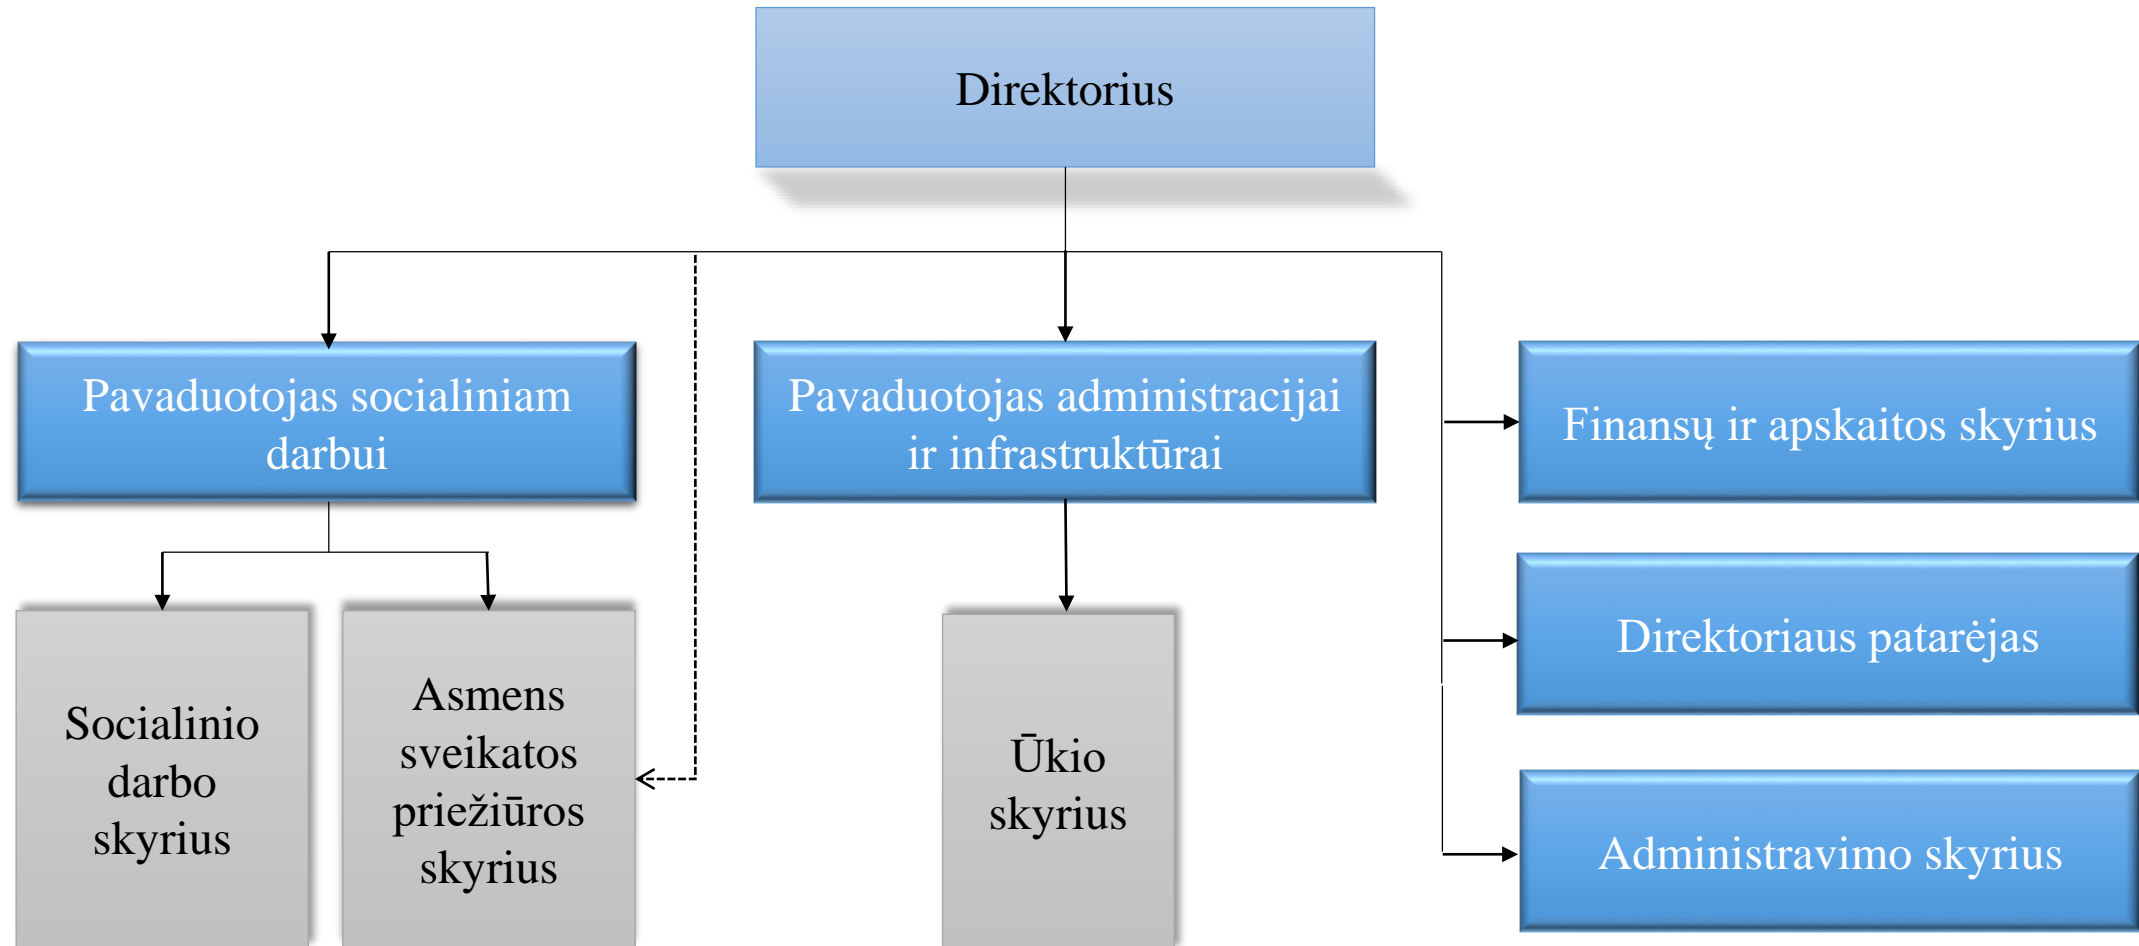 Direktorius
Pavaduotojas socialiniam
darbui
Pavaduotojas administracijai
ir infrastruktūrai
Finansų ir apskaitos skyrius
Direktoriaus patarėjas
Administravimo skyrius
Socialinio
darbo
skyrius
Asmens
sveikatos
priežiūros
skyrius
Ūkio
skyrius